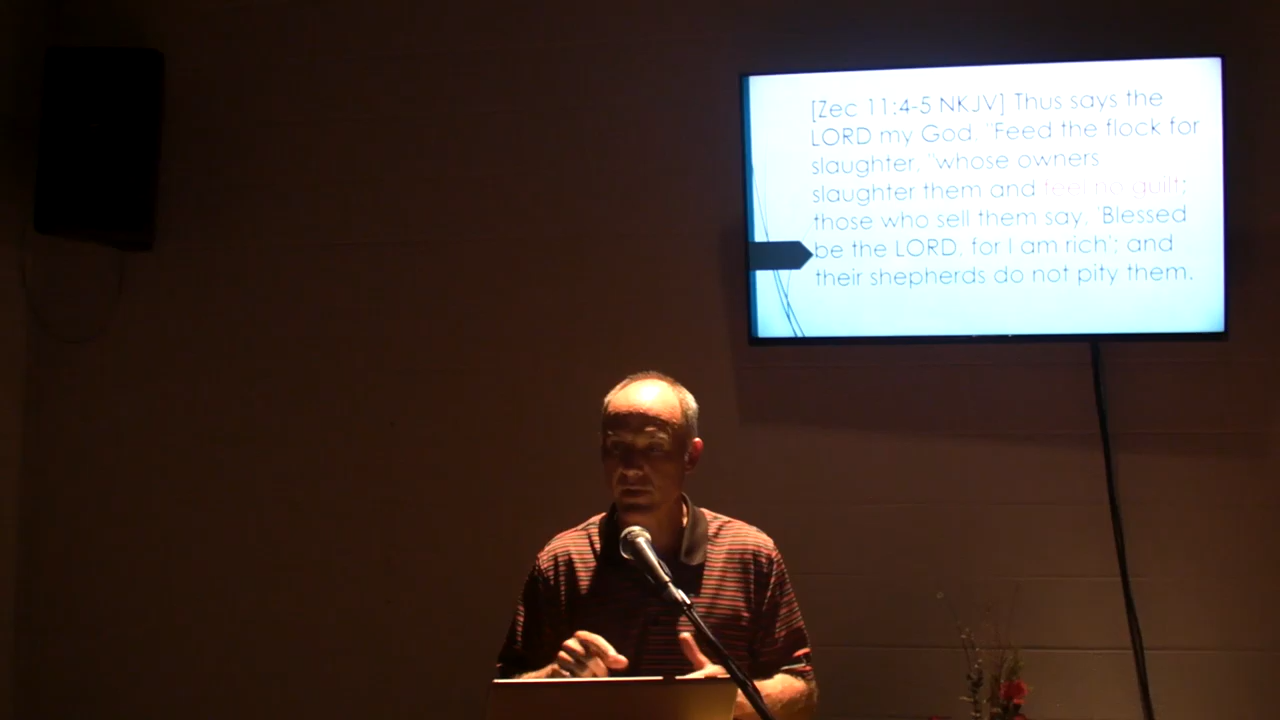 [Zec 11:4-5 NKJV] Thus says the
LORD my God, "Feed the flock for
slaughter, "whose owners
slaughter them and feel no guilt;
those who sell them say, 'Blessed
be the LORD, for I am rich'; and
their shepherds do not pity them.